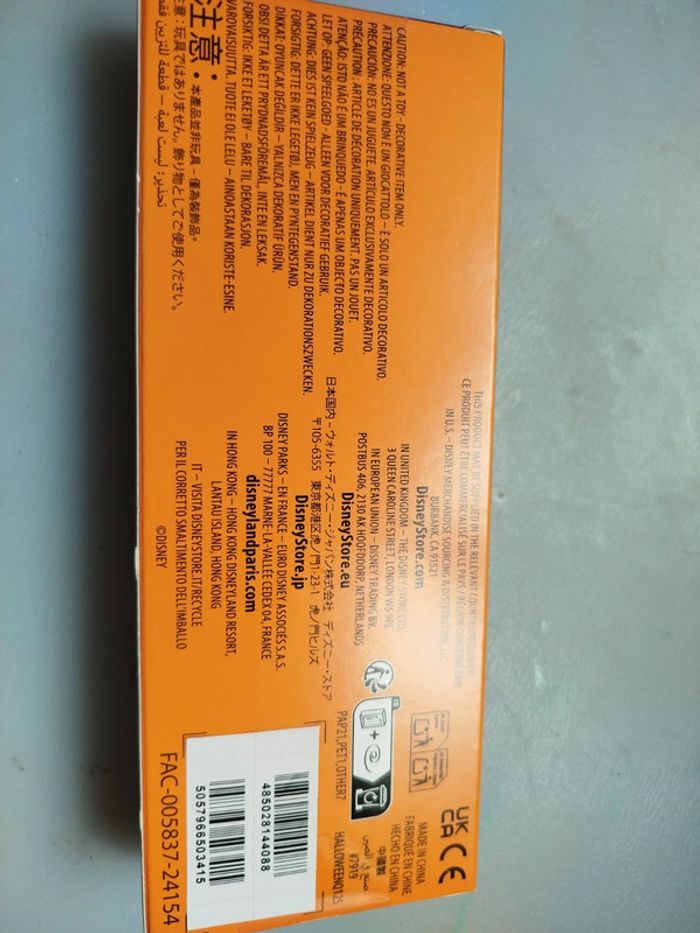 CAUTION: NOT A TOY - DECORATIVE ITEM ONLY.
ATTENZIONE: QUESTO NON È UN GIOCATTOLO – È SOLO UN ARTICOLO DECORATIVO.
PRECAUCIÓN: NO ES UN JUGUETE. ARTÍCULO EXCLUSIVAMENTE DECORATIVO.
PRÉCAUTION : ARTICLE DE DÉCORATION UNIQUEMENT. PAS UN JOUET.
ATENÇÃO: ISTO NÃO É UM BRINQUEDO - É APENAS UM OBJECTO DECORATIVO.
LET OP: GEEN SPEELGOED - ALLEEN VOOR DECORATIEF GEBRUIK.
ACHTUNG: DIES IST KEIN SPIELZEUG – ARTIKEL DIENT NUR ZU DEKORATIONSZWECKEN.
FORSIGTIG: DETTE ER IKKE LEGETØJ, MEN EN PYNTEGENSTAND.
DİKKAT: OYUNCAK DEĞİLDİR – YALNIZCA DEKORATİF ÜRÜN.
OBS! DETTA ÄR ETT PRYDNADSFÖREMÅL, INTE EN LEKSAK.
FORSIKTIG: IKKE ET LEKETØY – BARE TIL DEKORASJON.
VAROVAISUUTTA. TUOTE EI OLE LELU – AINOASTAAN KORISTE-ESINE.
注意：• 本產品並非玩具－僅為裝飾品。
注意：玩具ではありません。飾り物としてご使用ください。
تحذير: ليست لعبة – قطعة للتزيين فقط
THIS PRODUCT MAY BE SUPPLIED IN THE RELEVANT COUNTRY/REGION BY
CE PRODUIT PEUT ÊTRE COMMERCIALISÉ SUR LE PAYS / RÉGION CONCERNÉ PAR
IN U.S. – DISNEY MERCHANDISE SOURCING & DISTRIBUTION, LLC
BURBANK, CA 91521
DisneyStore.com
IN UNITED KINGDOM – THE DISNEY STORE LTD.
3 QUEEN CAROLINE STREET, LONDON W6 9PE
IN EUROPEAN UNION – DISNEY TRADING BV.
POSTBUS 406, 2130 AK HOOFDDORP, NETHERLANDS
DisneyStore.eu
日本国内 – ウォルト・ディズニー・ジャパン株式会社 ディズニー・ストア
〒105-6355 東京都港区虎ノ門1-23-1 虎ノ門ヒルズ
DisneyStore.jp
DISNEY PARKS – EN FRANCE – EURO DISNEY ASSOCIÉS S.A.S.
BP 100 – 77777 MARNE-LA-VALLÉE CEDEX 04, FRANCE
disneylandparis.com
IN HONG KONG – HONG KONG DISNEYLAND RESORT,
LANTAU ISLAND, HONG KONG
IT – VISITA DISNEYSTORE.IT/RECYCLE
PER IL CORRETTO SMALTIMENTO DELL'IMBALLO
©DISNEY
FR
PAP21,PET1,OTHER7
UK
CA
CE
MADE IN CHINA
FABRIQUÉ EN CHINE
HECHO EN CHINA
中國製
صنع في الصين
#7919
HALLOWEENQ125
485028144088
5057966503415
FAC-005837-24154